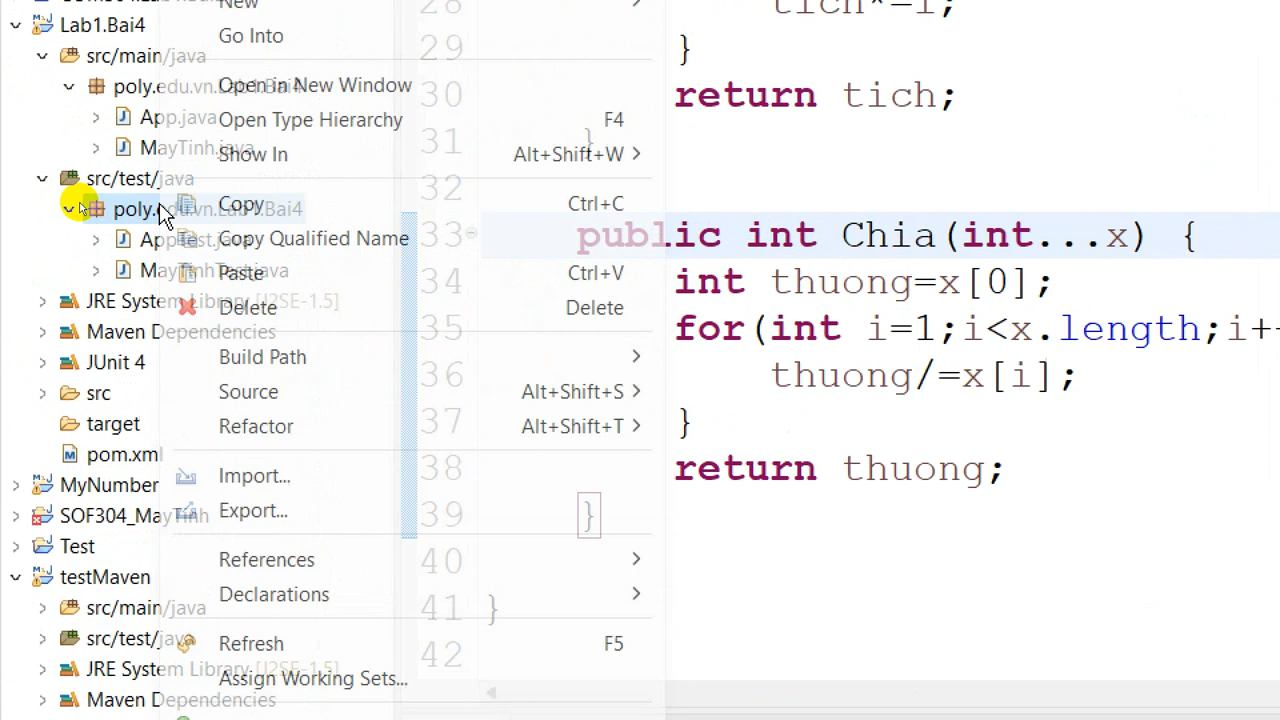 Lab1.Bai4
src/main/java
poly.edu.vn.Lab1.Bai4
App.java
MayTinh.java
src/test/java
poly.edu.vn.Lab1.Bai4
AppTest.java
MayTinhTest.java
JRE System Library [J2SE-1.5]
Maven Dependencies
JUnit 4
src
target
pom.xml
MyNumber
SOF304_MayTinh
Test
testMaven
src/main/java
src/test/java
JRE System Library [J2SE-1.5]
Maven Dependencies
New
Go Into
Open in New Window
Open Type Hierarchy F4
Show In Alt+Shift+W
Copy Ctrl+C
Copy Qualified Name
Paste Ctrl+V
Delete Delete
Build Path
Source Alt+Shift+S
Refactor Alt+Shift+T
Import...
Export...
References
Declarations
Refresh F5
Assign Working Sets...
28 tich*=i;
29 }
30 return tich;
31 }
32
33 public int Chia(int...x) {
34 int thuong=x[0];
35 for(int i=1;i<x.length;i+
36 thuong/=x[i];
37 }
38 return thuong;
39 }
40
41 }
42